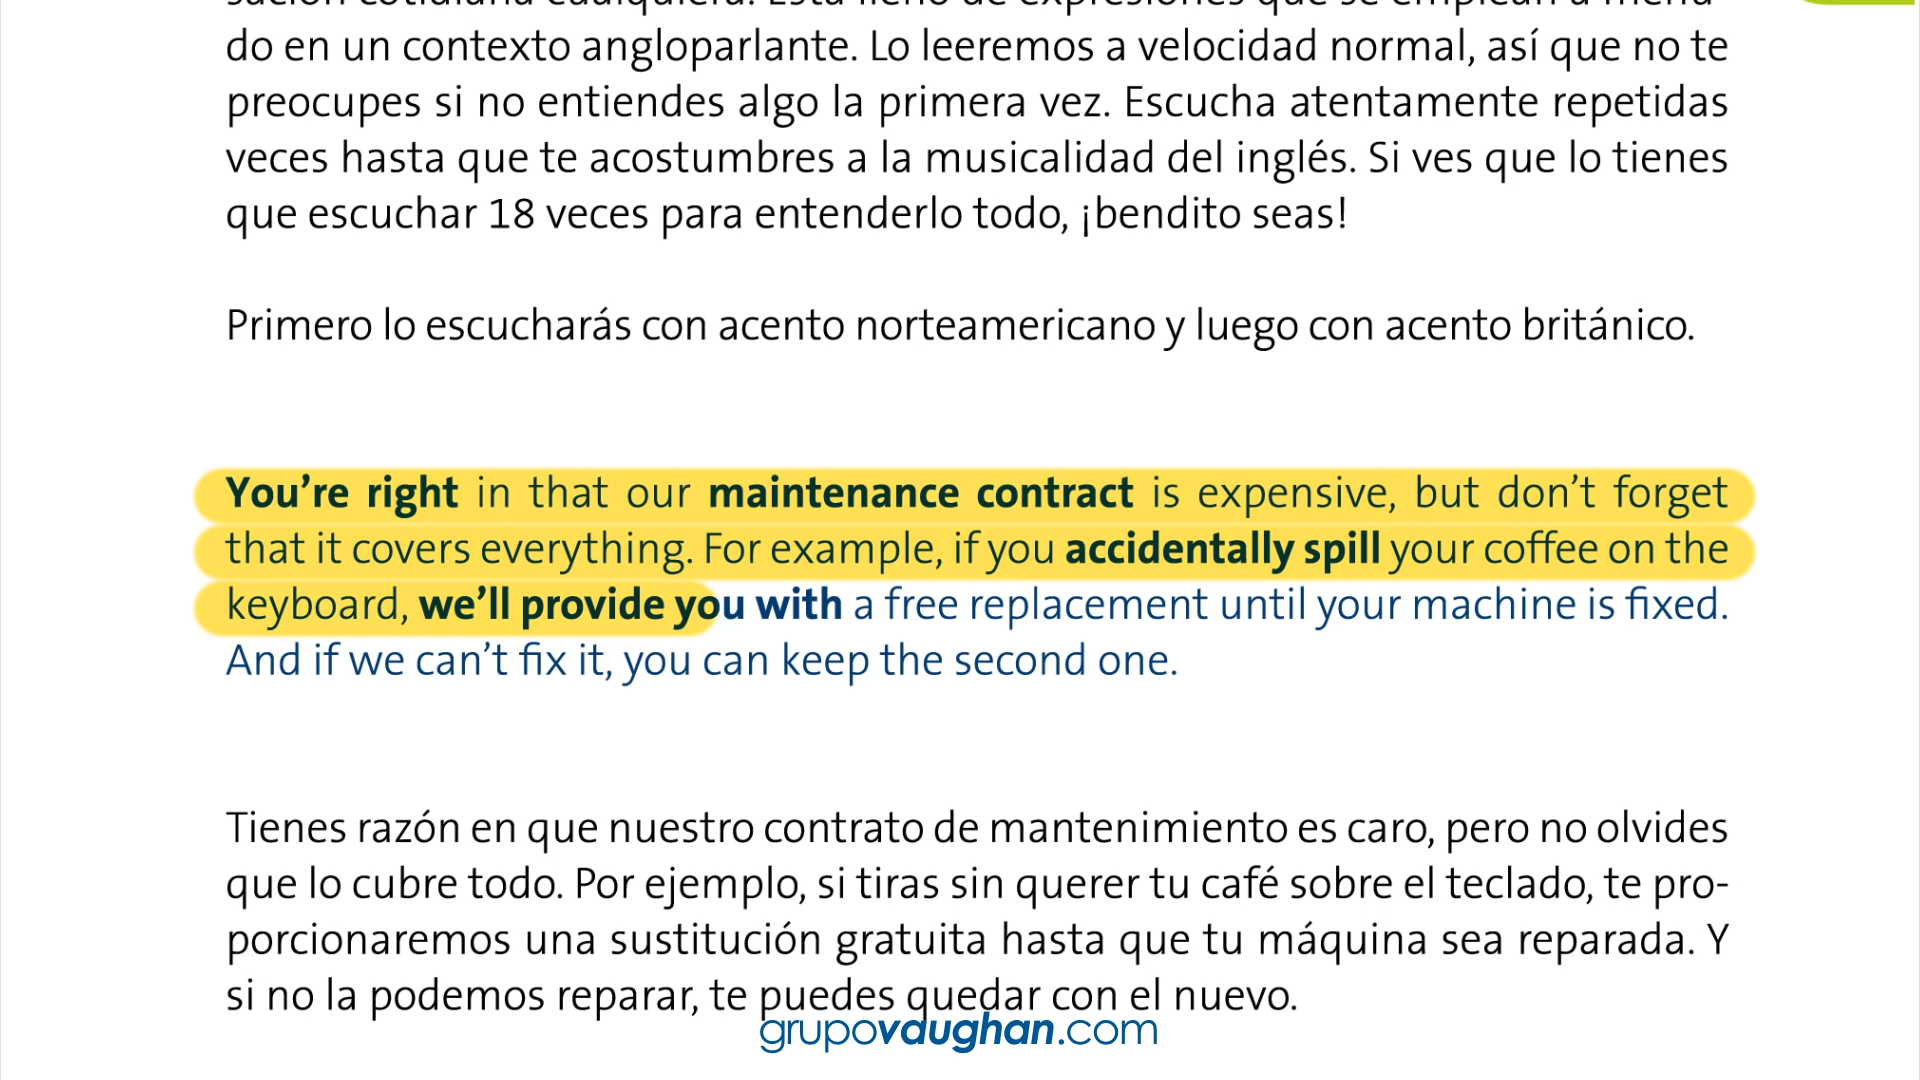 do en un contexto angloparlante. Lo leeremos a velocidad normal, así que no te
preocupes si no entiendes algo la primera vez. Escucha atentamente repetidas
veces hasta que te acostumbres a la musicalidad del inglés. Si ves que lo tienes
que escuchar 18 veces para entenderlo todo, ¡bendito seas!
Primero lo escucharás con acento norteamericano y luego con acento británico.
You’re right in that our maintenance contract is expensive, but don’t forget
that it covers everything. For example, if you accidentally spill your coffee on the
keyboard, we’ll provide you with a free replacement until your machine is fixed.
And if we can’t fix it, you can keep the second one.
Tienes razón en que nuestro contrato de mantenimiento es caro, pero no olvides
que lo cubre todo. Por ejemplo, si tiras sin querer tu café sobre el teclado, te pro-
porcionaremos una sustitución gratuita hasta que tu máquina sea reparada. Y
si no la podemos reparar, te puedes quedar con el nuevo.
grupovaughan.com